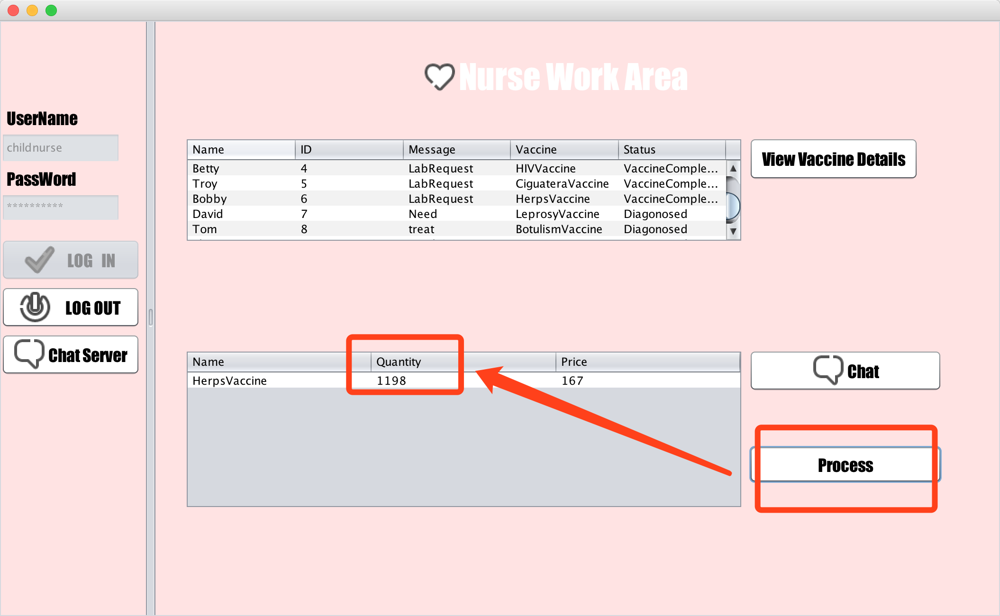 Nurse Work Area
UserName
childnurse
PassWord
**********
LOG IN
LOG OUT
Chat Server
Name ID Message Vaccine Status
Betty 4 LabRequest HIVVaccine VaccineComple...
Troy 5 LabRequest CiguateraVaccine VaccineComple...
Bobby 6 LabRequest HerpsVaccine VaccineComple...
David 7 Need LeprosyVaccine Diagonosed
Tom 8 treat BotulismVaccine Diagonosed
View Vaccine Details
Name Quantity Price
HerpsVaccine 1198 167
Chat
Process